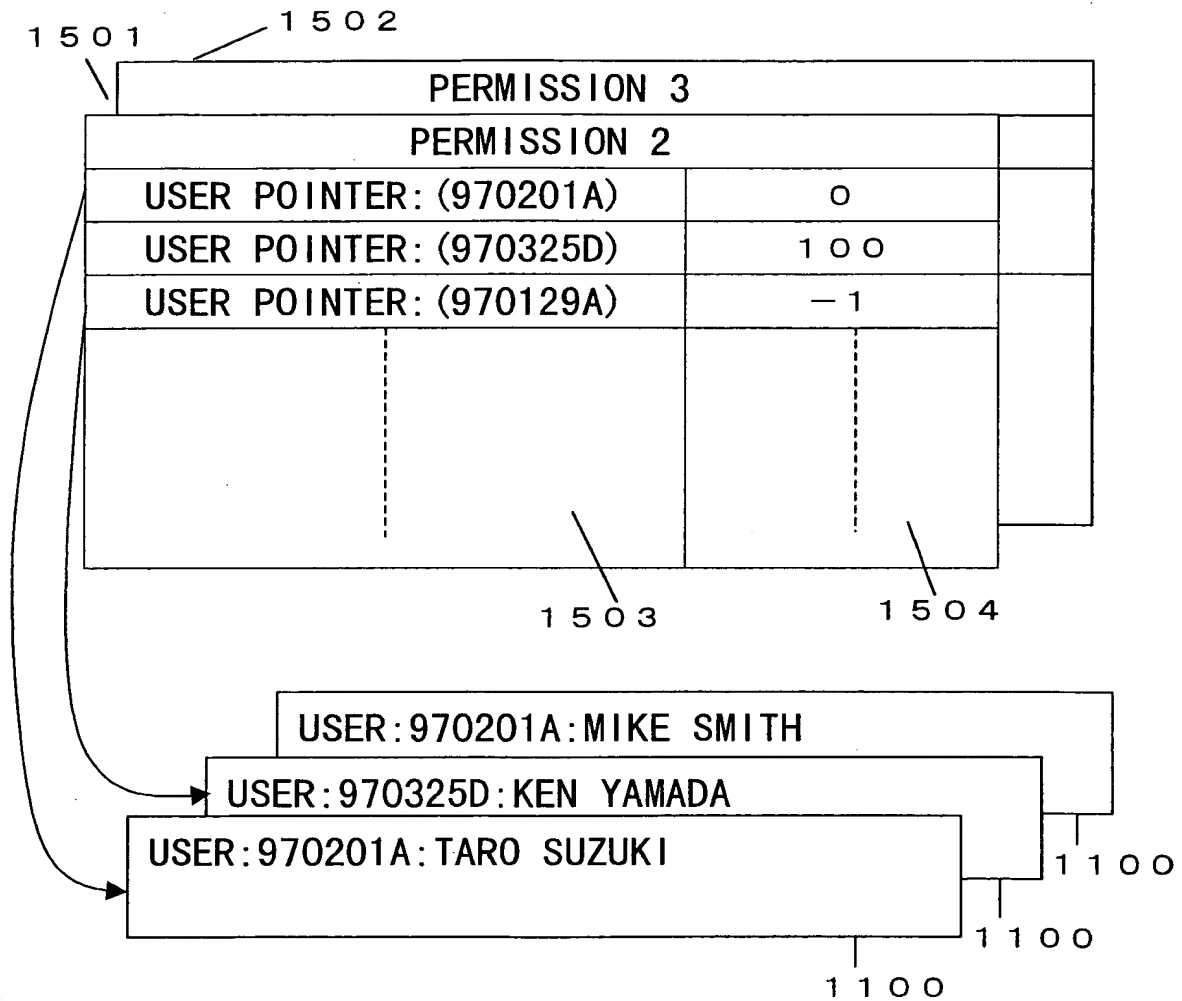 1501
1502
PERMISSION 3
PERMISSION 2
USER POINTER:(970201A) 0
USER POINTER:(970325D) 100
USER POINTER:(970129A) -1
1503
1504
USER:970201A:MIKE SMITH
USER:970325D:KEN YAMADA
USER:970201A:TARO SUZUKI
1100
1100
1100